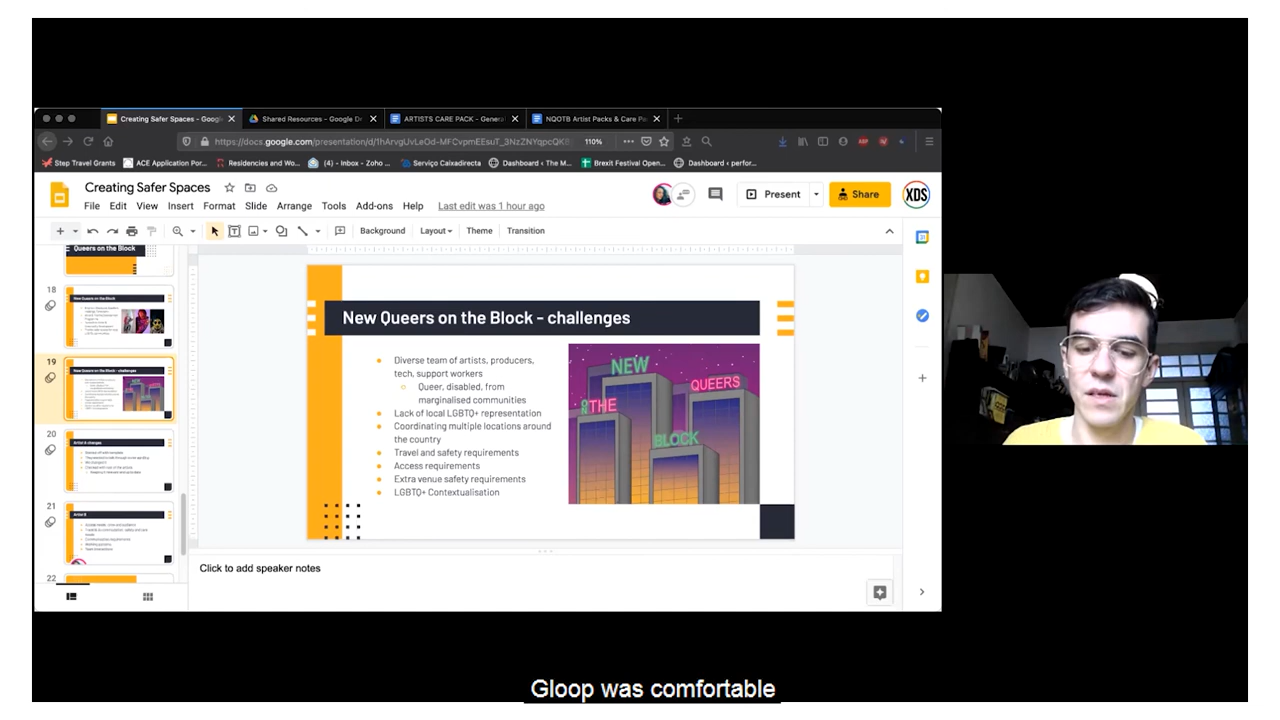 Creating Safer Spaces - Googl
Shared Resources - Google Dr
ARTISTS CARE PACK - General
NQOTB Artist Packs & Care Pa
110%
Step Travel Grants
ACE Application Por...
Residencies and Wo...
(4) - Inbox - Zoho ...
Serviço Caixadirecta
Dashboard ‹ The M...
Brexit Festival Open...
Dashboard ‹ perfor...
Creating Safer Spaces
Present
Share
XDS
File Edit View Insert Format Slide Arrange Tools Add-ons Help Last edit was 1 hour ago
Background Layout Theme Transition
Queers on the Block
18
New Queers on the Block
19
New Queers on the Block - challenges
20
Artist A changes
21
Artist B
22
New Queers on the Block - challenges
Diverse team of artists, producers,
tech, support workers
Queer, disabled, from
marginalised communities
Lack of local LGBTQ+ representation
Coordinating multiple locations around
the country
Travel and safety requirements
Access requirements
Extra venue safety requirements
LGBTQ+ Contextualisation
NEW
QUEERS
ON
THE
BLOCK
Click to add speaker notes
Gloop was comfortable